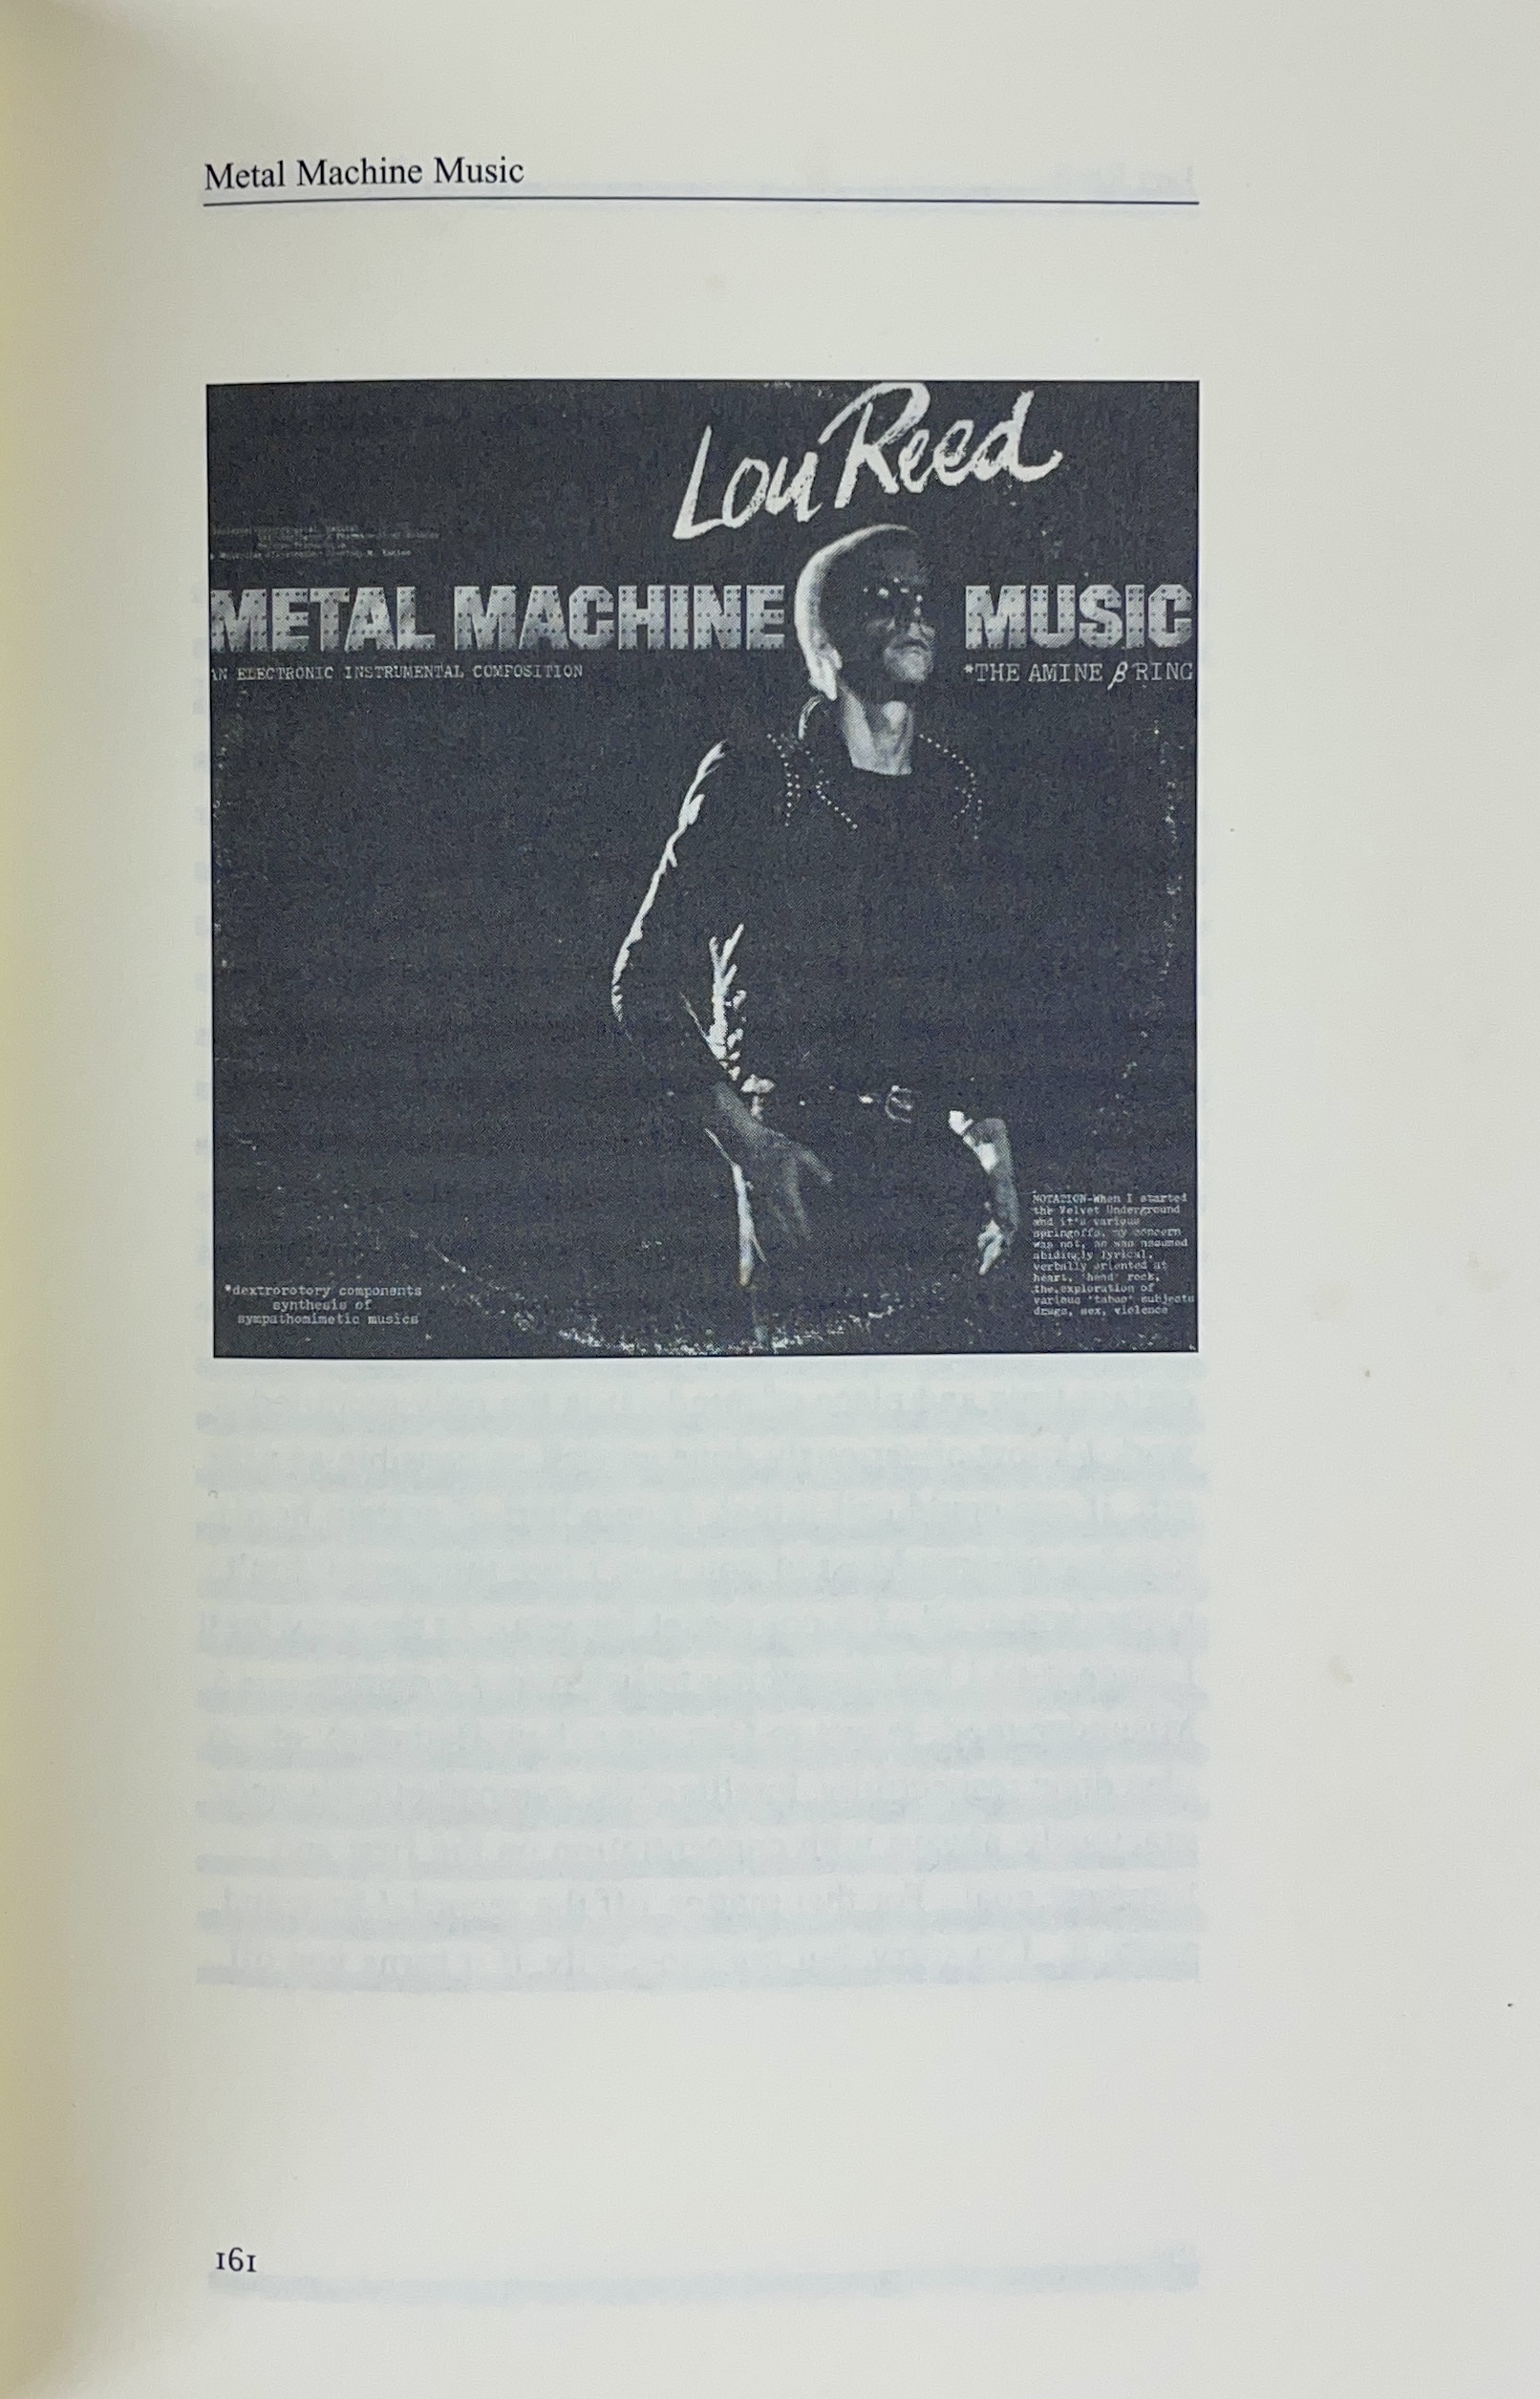 Metal Machine Music
Lou Reed
METAL MACHINE MUSIC
AN ELECTRONIC INSTRUMENTAL COMPOSITION
*THE AMINE β RING
NOTATION-When I started
the Velvet Underground
and it's various
springoffs, my concern
was not, as was assumed
abidingly lyrical,
verbally oriented at
heart, 'head' rock,
the exploration of
various 'taboo' subjects
drugs, sex, violence
*dextrorotory components
synthesis of
sympathomimetic musics
161